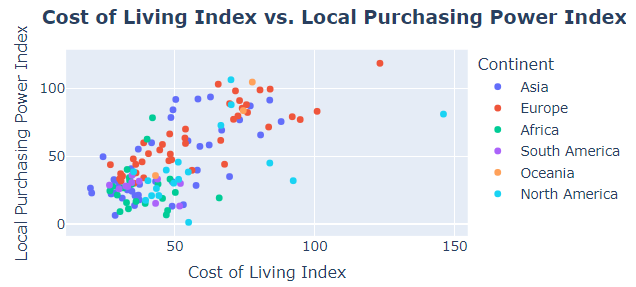 Cost of Living Index vs. Local Purchasing Power Index
Local Purchasing Power Index
100
50
0
50
100
150
Cost of Living Index
Continent
Asia
Europe
Africa
South America
Oceania
North America